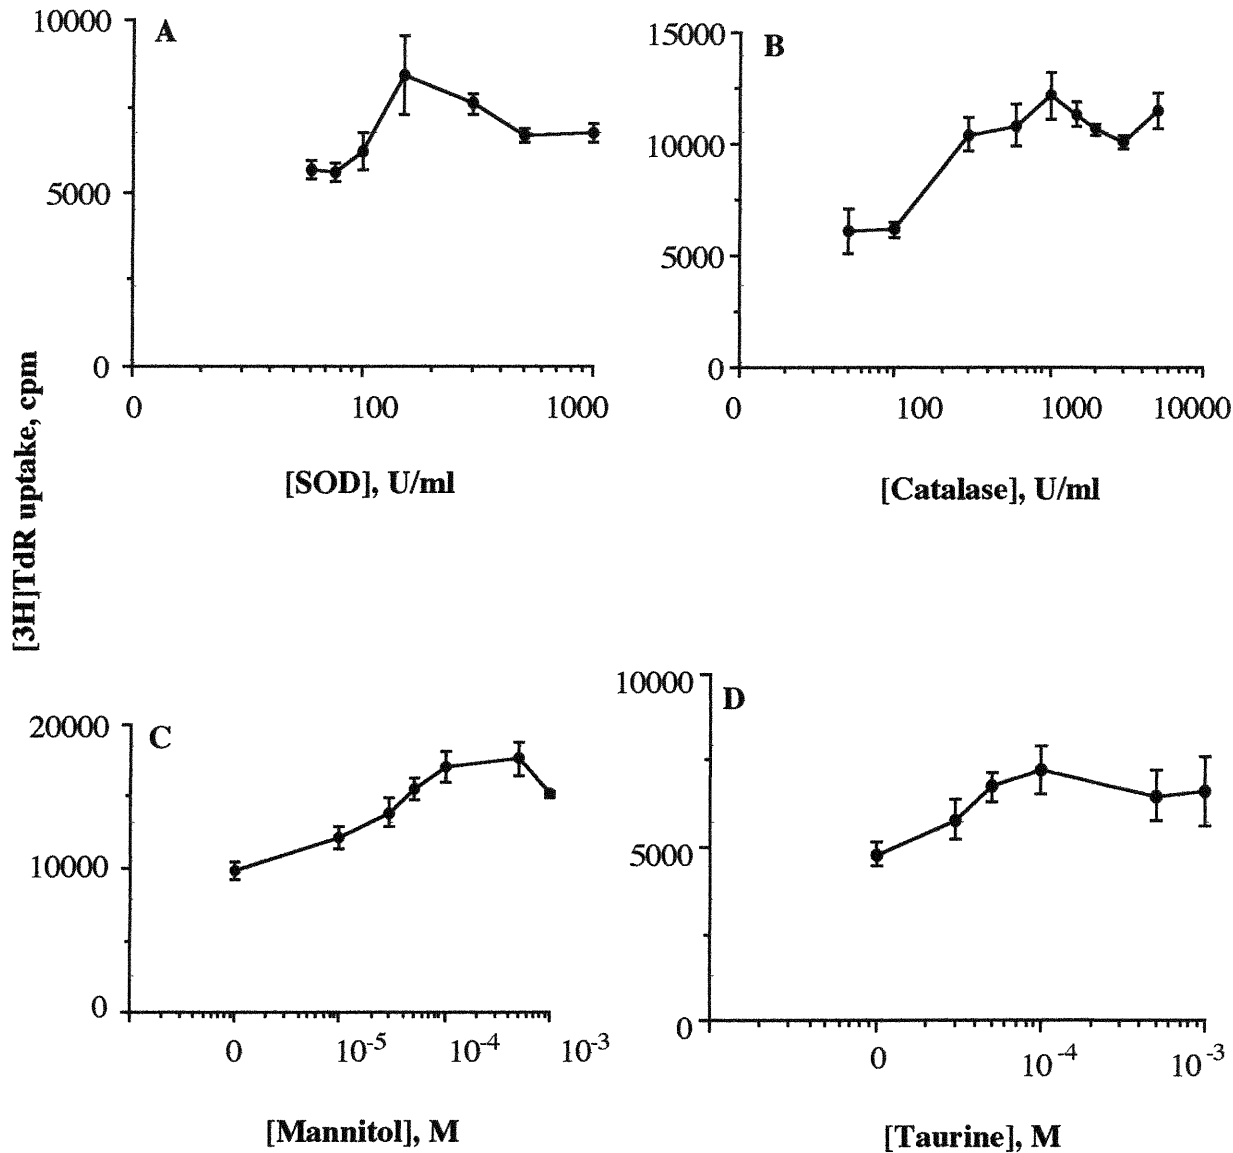 [3H]TdR uptake, cpm
A
10000
5000
0
0 100 1000
[SOD], U/ml
B
15000
10000
5000
0
0 100 1000 10000
[Catalase], U/ml
C
20000
10000
0
0 10-5 10-4 10-3
[Mannitol], M
D
10000
5000
0
0 10-4 10-3
[Taurine], M